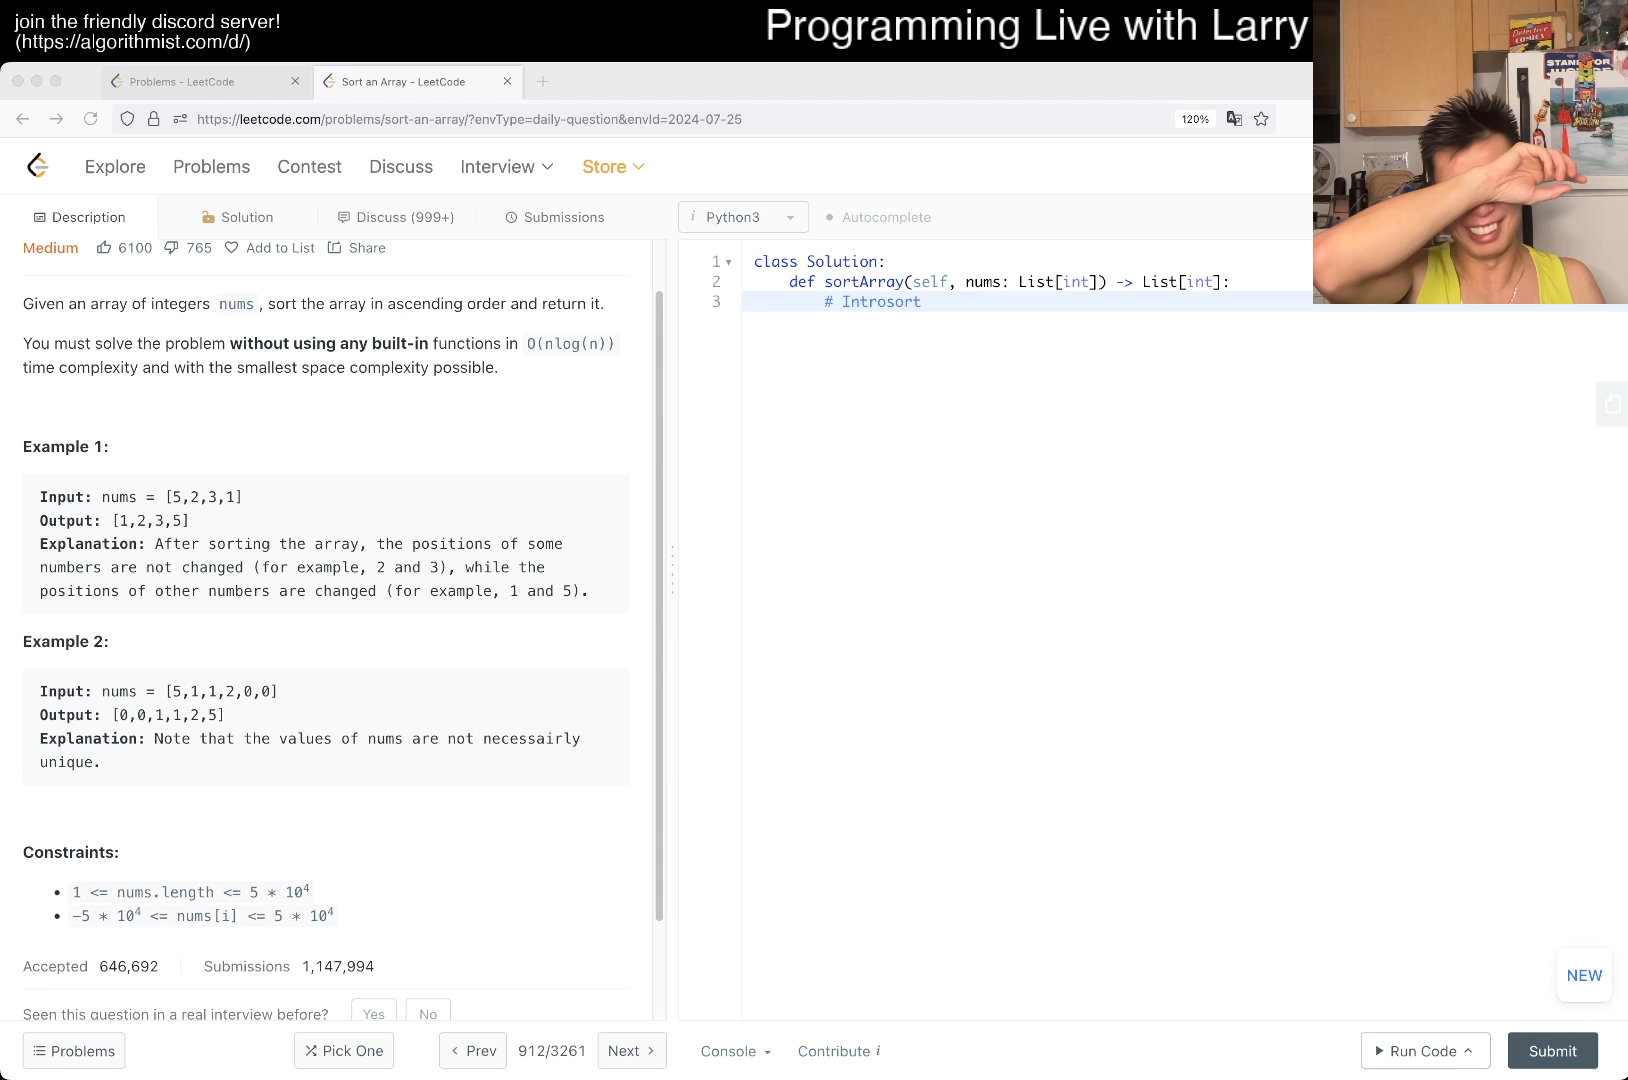 join the friendly discord server!
(https://algorithmist.com/d/)
Programming Live with Larry
Problems - LeetCode
Sort an Array - LeetCode
https://leetcode.com/problems/sort-an-array/?envType=daily-question&envId=2024-07-25
120%
Explore Problems Contest Discuss Interview Store
Description Solution Discuss (999+) Submissions
i Python3 Autocomplete
Medium 6100 765 Add to List Share
Given an array of integers nums, sort the array in ascending order and return it.
You must solve the problem without using any built-in functions in O(nlog(n))
time complexity and with the smallest space complexity possible.
Example 1:
Input: nums = [5,2,3,1]
Output: [1,2,3,5]
Explanation: After sorting the array, the positions of some
numbers are not changed (for example, 2 and 3), while the
positions of other numbers are changed (for example, 1 and 5).
Example 2:
Input: nums = [5,1,1,2,0,0]
Output: [0,0,1,1,2,5]
Explanation: Note that the values of nums are not necessairly
unique.
Constraints:
• 1 <= nums.length <= 5 * 10⁴
• -5 * 10⁴ <= nums[i] <= 5 * 10⁴
Accepted 646,692 Submissions 1,147,994
Seen this question in a real interview before? Yes No
1 class Solution:
2 def sortArray(self, nums: List[int]) -> List[int]:
3 # Introsort
NEW
Problems Pick One Prev 912/3261 Next Console Contribute i Run Code Submit
Detective
COMICS